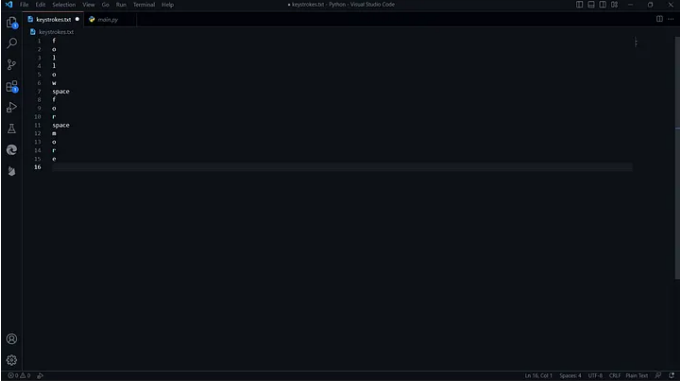 File Edit Selection View Go Run Terminal Help
● keystrokes.txt - Python - Visual Studio Code
keystrokes.txt ●
main.py
keystrokes.txt
1 f
2 o
3 l
4 l
5 o
6 w
7 space
8 f
9 o
10 r
11 space
12 m
13 o
14 r
15 e
16
0 3
Ln 16, Col 1 Spaces: 4 UTF-8 CRLF Plain Text